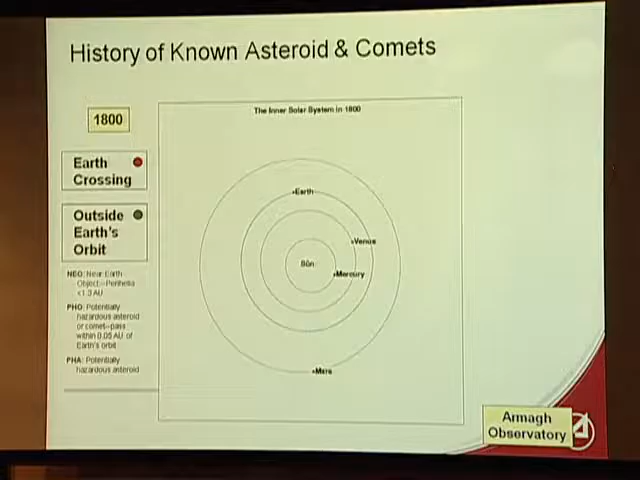 History of Known Asteroid & Comets
1800
The Inner Solar System in 1800
Earth
Crossing
Outside
Earth's
Orbit
NEO: Near Earth
Object--Perihelia
<1.3 AU
PHO: Potentially
hazardous asteroid
or comet--pass
within 0.05 AU of
Earth's orbit
PHA: Potentially
hazardous asteroid
Earth
Venus
Sun
Mercury
Mars
Armagh
Observatory